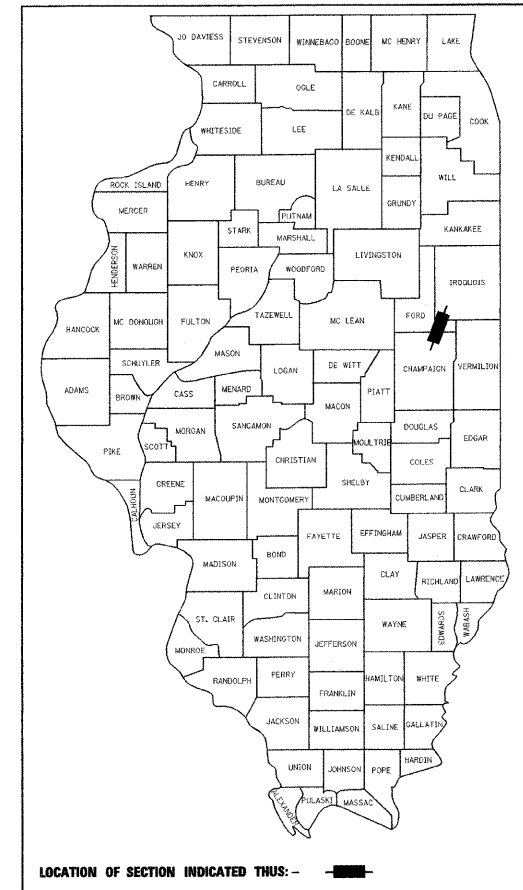 JO DAVIESS STEVENSON WINNEBAGO BOONE MC HENRY LAKE
CARROLL OGLE
DE KALB KANE
DU PAGE COOK
WHITESIDE LEE
KENDALL WILL
ROCK ISLAND HENRY BUREAU LA SALLE
GRUNDY
MERCER PUTNAM
STARK MARSHALL KANKAKEE
HENDERSON WARREN KNOX LIVINGSTON
PEORIA WOODFORD IROQUOIS
HANCOCK MC DONOUGH FULTON TAZEWELL MC LEAN FORD
SCHUYLER MASON
LOGAN DE WITT CHAMPAIGN VERMILION
ADAMS BROWN CASS MENARD PIATT
MACON
MORGAN SANGAMON DOUGLAS
PIKE SCOTT CHRISTIAN MOULTRIE COLES EDGAR
GREENE MACOUPIN MONTGOMERY SHELBY CUMBERLAND CLARK
CALHOUN JERSEY
FAYETTE EFFINGHAM JASPER CRAWFORD
MADISON BOND
CLAY RICHLAND LAWRENCE
CLINTON MARION
ST. CLAIR WAYNE EDWARDS WABASH
WASHINGTON JEFFERSON
MONROE
RANDOLPH PERRY HAMILTON WHITE
FRANKLIN
JACKSON WILLIAMSON SALINE GALLATIN
UNION JOHNSON POPE HARDIN
ALEXANDER PULASKI MASSAC
LOCATION OF SECTION INDICATED THUS: -